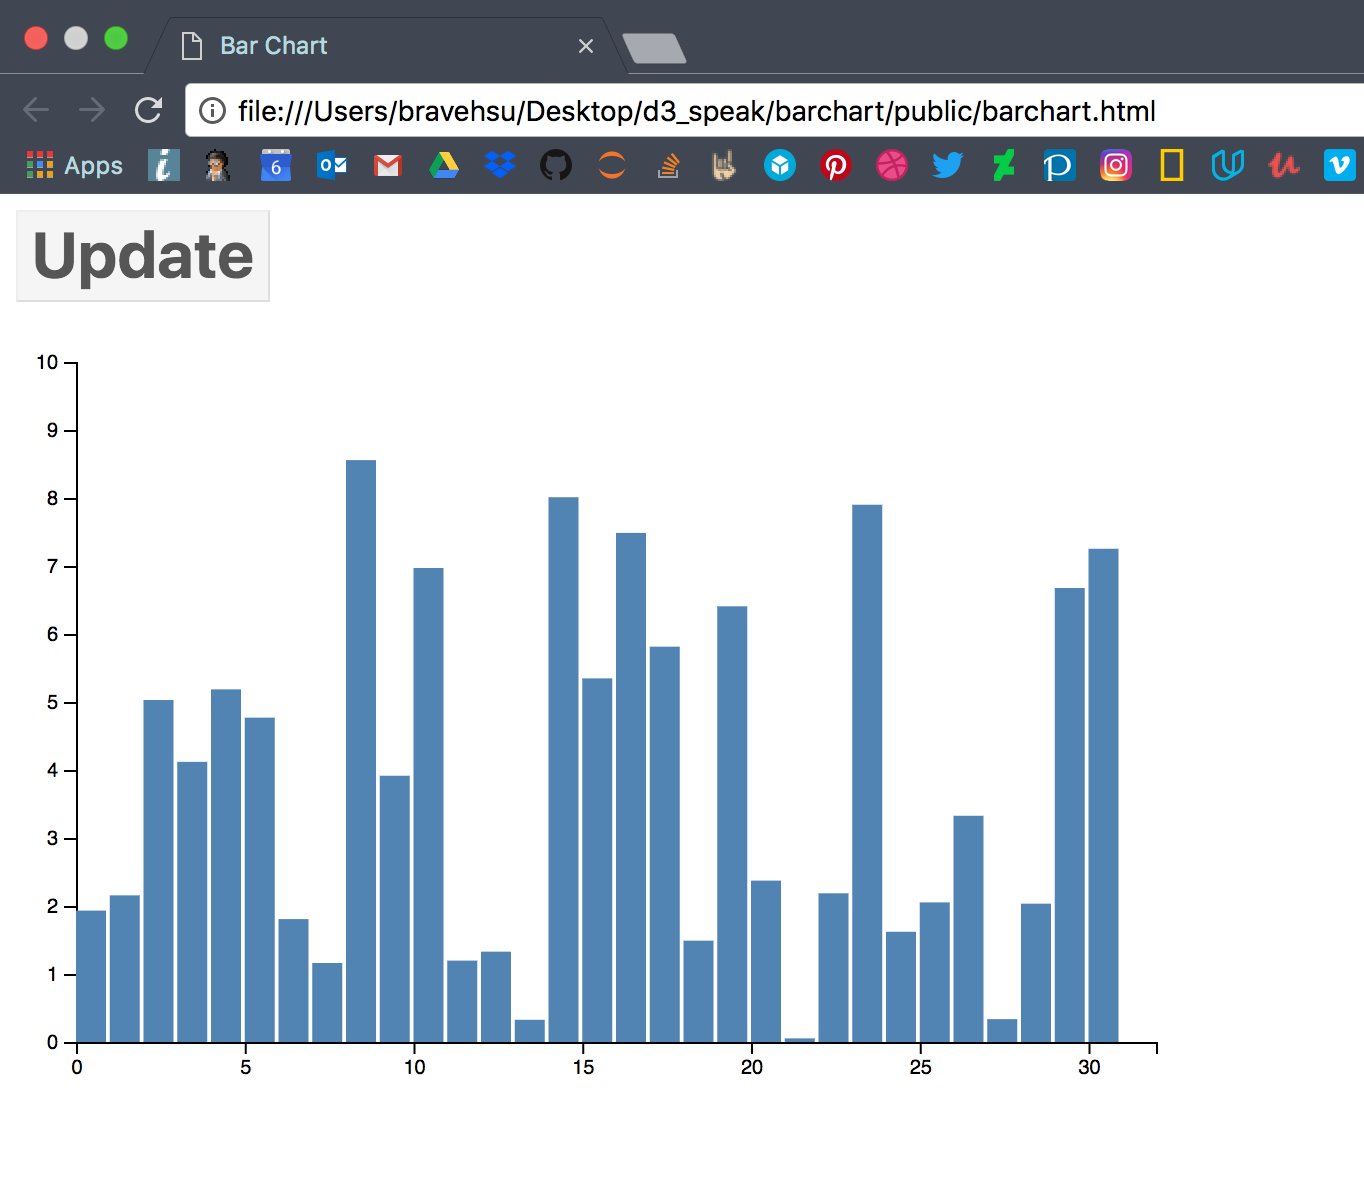 Bar Chart
file:///Users/bravehsu/Desktop/d3_speak/barchart/public/barchart.html
Apps
6
Update
10
9
8
7
6
5
4
3
2
1
0
0 5 10 15 20 25 30